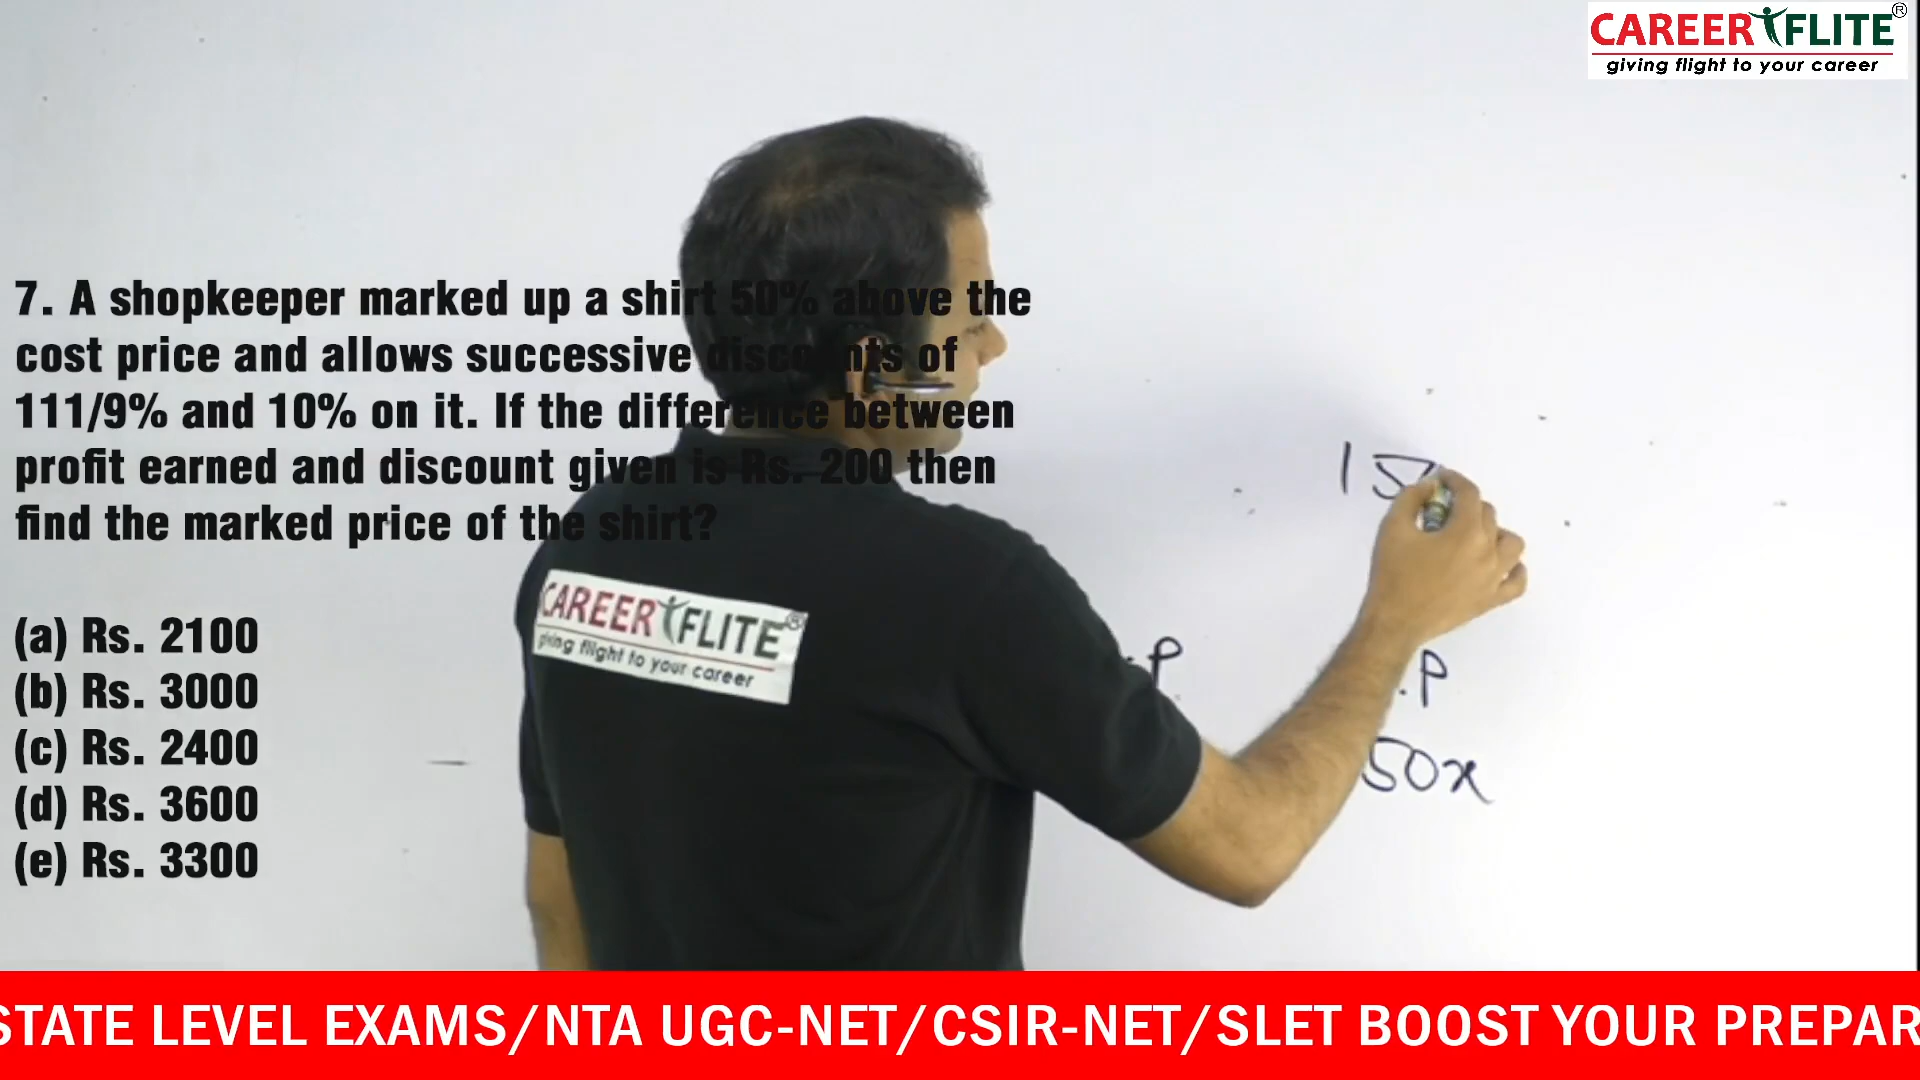 CAREER FLITE®
giving flight to your career
7. A shopkeeper marked up a shirt 50% above the
cost price and allows successive discounts of
111/9% and 10% on it. If the difference between
profit earned and discount given is Rs. 200 then
find the marked price of the shirt?
(a) Rs. 2100
(b) Rs. 3000
(c) Rs. 2400
(d) Rs. 3600
(e) Rs. 3300
15
.P
.P
50x
CAREER FLITE®
giving flight to your career
STATE LEVEL EXAMS/NTA UGC-NET/CSIR-NET/SLET BOOST YOUR PREPAR